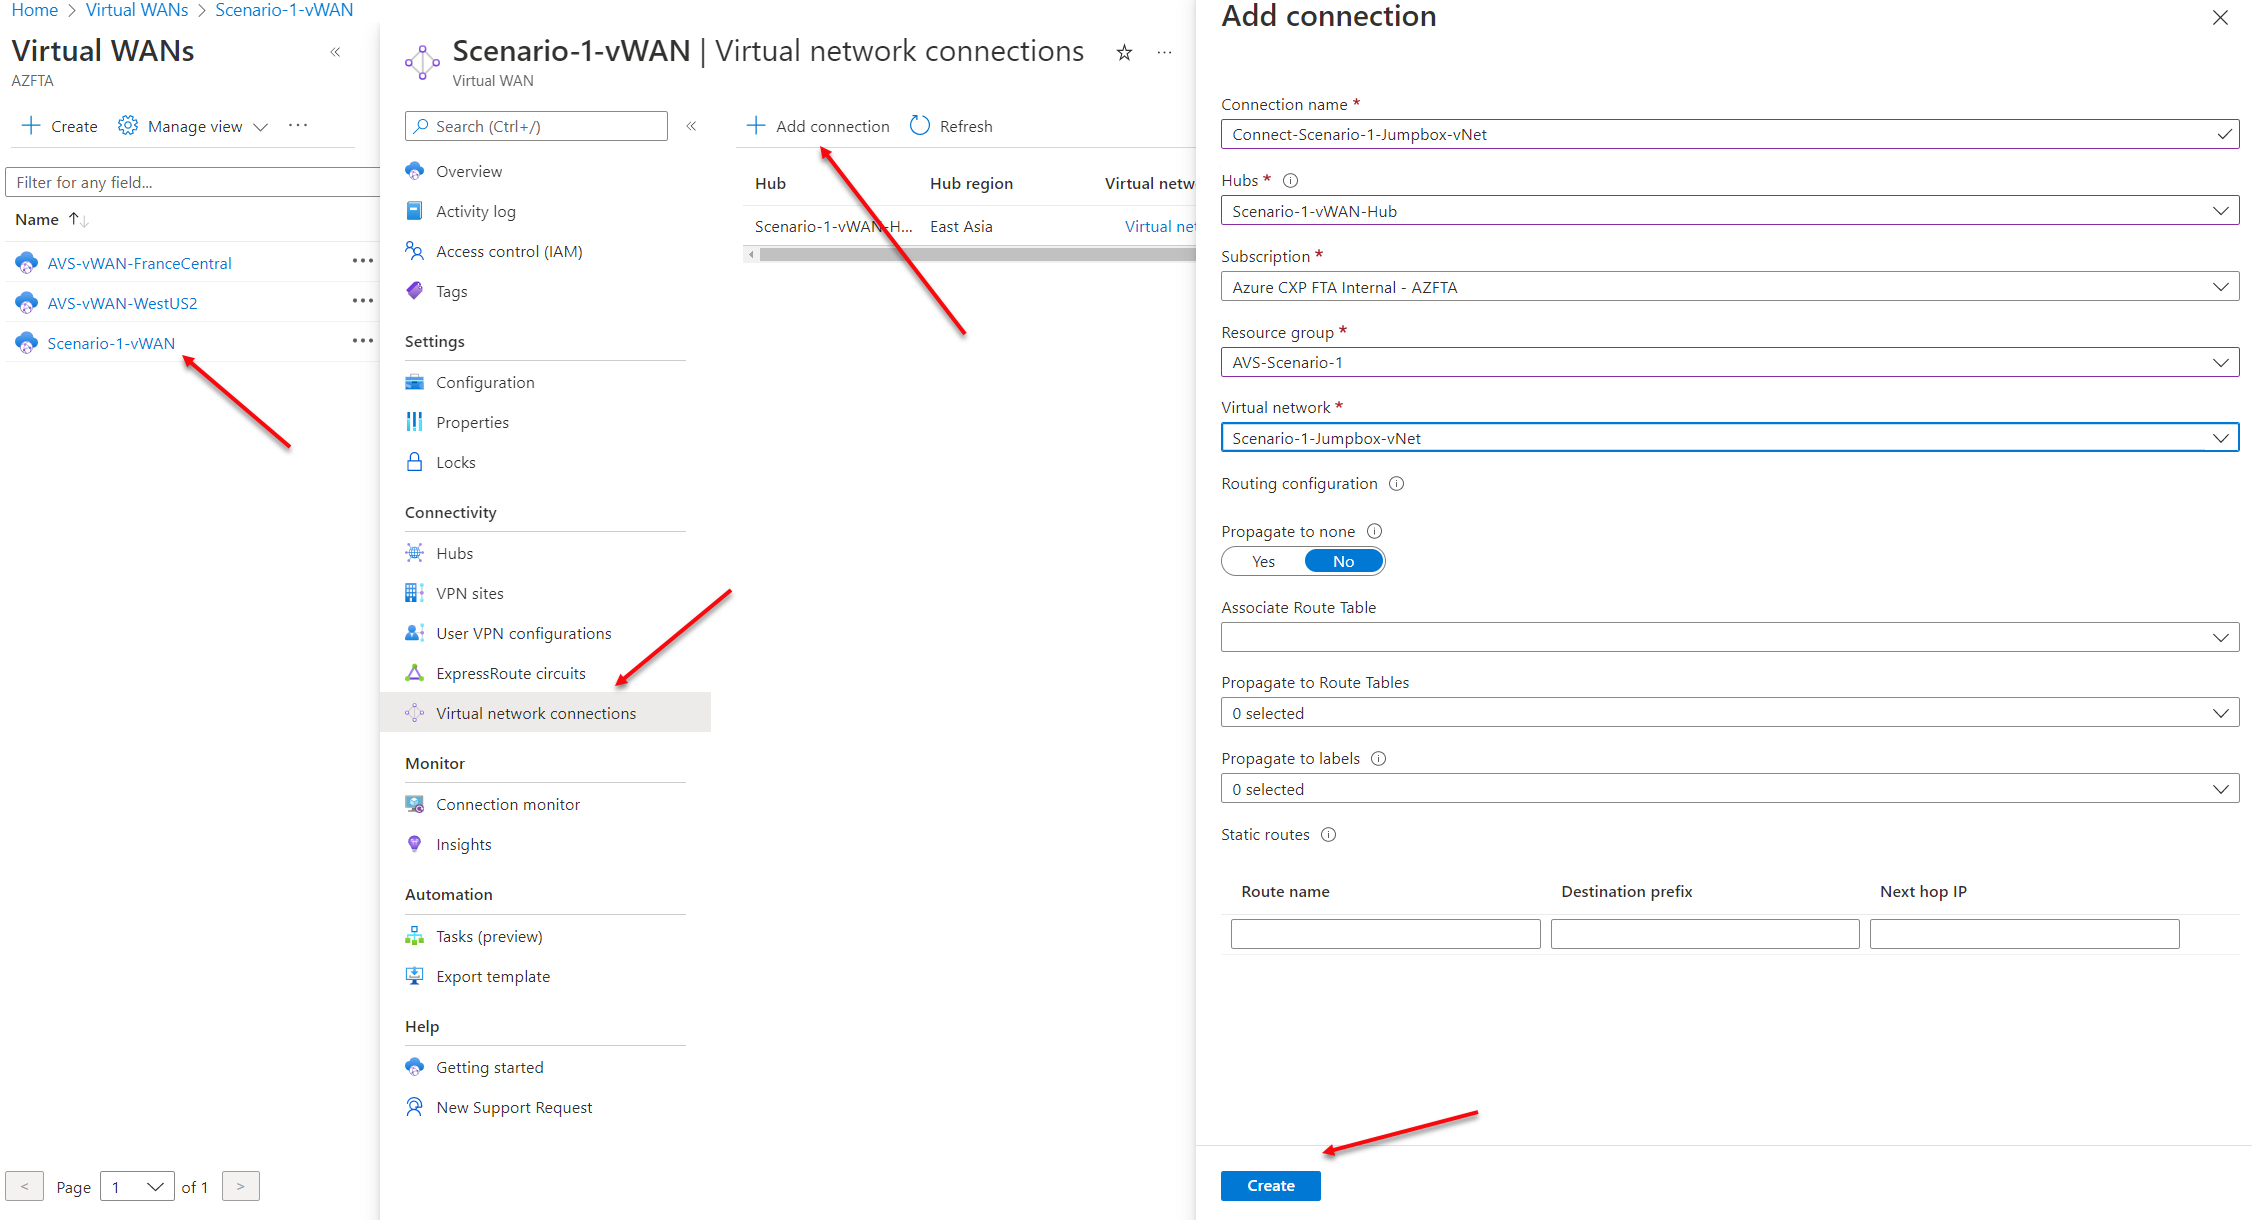 Home > Virtual WANs > Scenario-1-vWAN
Virtual WANs
AZFTA
Create
Manage view
Filter for any field...
Name
AVS-vWAN-FranceCentral
AVS-vWAN-WestUS2
Scenario-1-vWAN
< Page 1 of 1 >
Scenario-1-vWAN | Virtual network connections
Virtual WAN
Search (Ctrl+/)
Overview
Activity log
Access control (IAM)
Tags
Settings
Configuration
Properties
Locks
Connectivity
Hubs
VPN sites
User VPN configurations
ExpressRoute circuits
Virtual network connections
Monitor
Connection monitor
Insights
Automation
Tasks (preview)
Export template
Help
Getting started
New Support Request
Add connection
Refresh
Hub Hub region Virtual netw
Scenario-1-vWAN-H... East Asia Virtual net
Add connection
Connection name *
Connect-Scenario-1-Jumpbox-vNet
Hubs *
Scenario-1-vWAN-Hub
Subscription *
Azure CXP FTA Internal - AZFTA
Resource group *
AVS-Scenario-1
Virtual network *
Scenario-1-Jumpbox-vNet
Routing configuration
Propagate to none
Yes No
Associate Route Table
Propagate to Route Tables
0 selected
Propagate to labels
0 selected
Static routes
Route name Destination prefix Next hop IP
Create